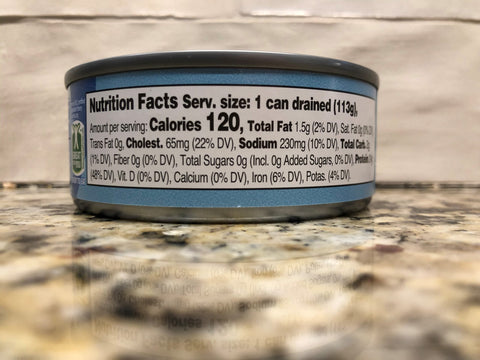 Nutrition Facts Serv. size: 1 can drained (113g),
Amount per serving: Calories 120, Total Fat 1.5g (2% DV), Sat. Fat 0g (0% DV)
Trans Fat 0g, Cholest. 65mg (22% DV), Sodium 230mg (10% DV), Total Carb.
(1% DV), Fiber 0g (0% DV), Total Sugars 0g (Incl. 0g Added Sugars, 0% DV), Protein
(48% DV), Vit. D (0% DV), Calcium (0% DV), Iron (6% DV), Potas. (4% DV).